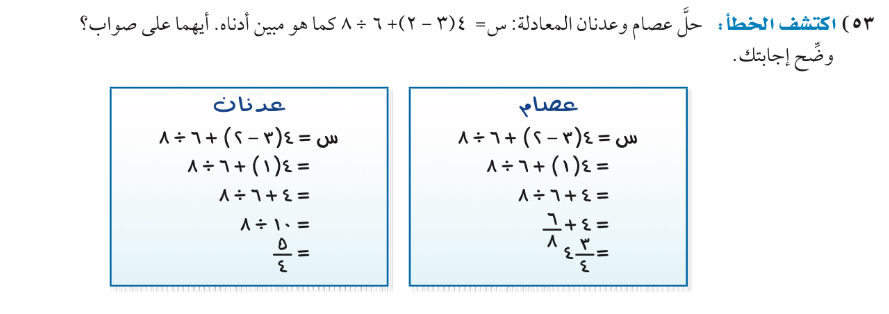 ٥٣) اكتشف الخطأ: حلَّ عصام وعدنان المعادلة: س= ٤(٣ – ٢)+ ٦ ÷ ٨ كما هو مبين أدناه. أيهما على صواب؟
وضِّح إجابتك.
عصام
س = ٤(٣ – ٢) + ٦ ÷ ٨
= ٤(١) + ٦ ÷ ٨
= ٤ + ٦ ÷ ٨
= ٤ + ٦/٨
= ٤ ٣/٤
عدنان
س = ٤(٣ – ٢) + ٦ ÷ ٨
= ٤(١) + ٦ ÷ ٨
= ٤ + ٦ ÷ ٨
= ١٠ ÷ ٨
= ٥/٤